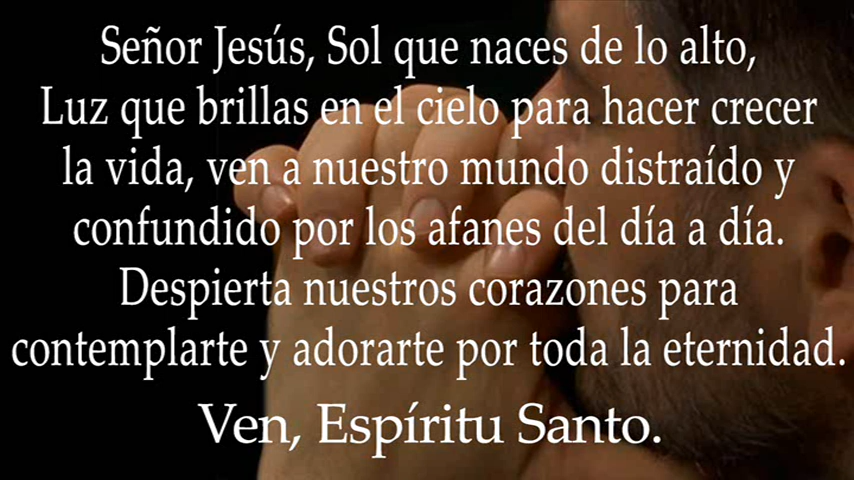 Señor Jesús, Sol que naces de lo alto,
Luz que brillas en el cielo para hacer crecer
la vida, ven a nuestro mundo distraído y
confundido por los afanes del día a día.
Despierta nuestros corazones para
contemplarte y adorarte por toda la eternidad.
Ven, Espíritu Santo.